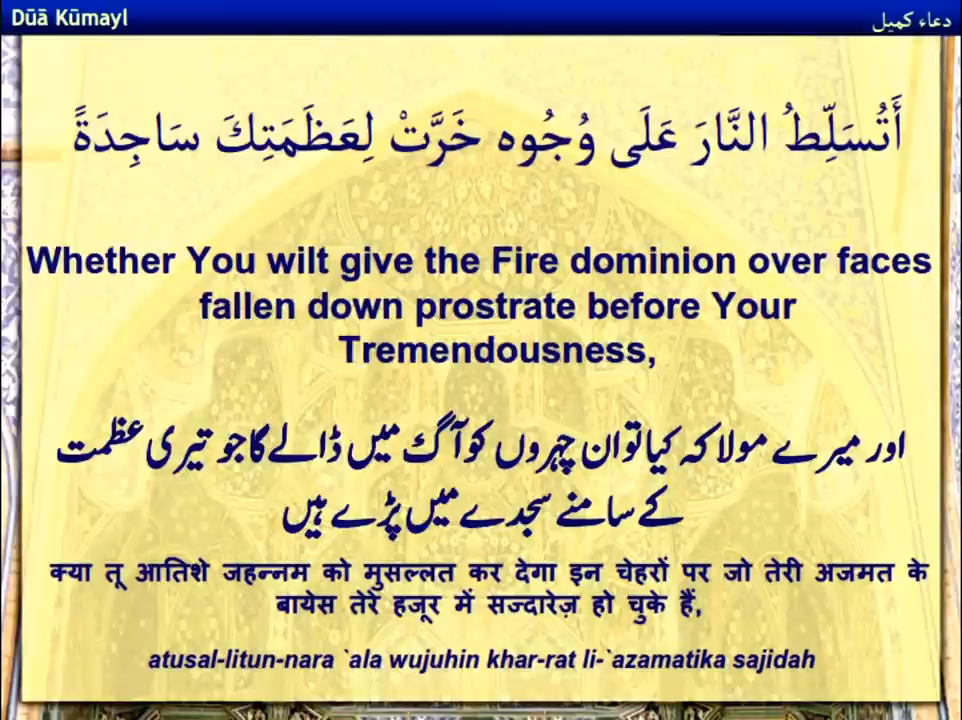 Dūā Kūmayl
دعاء كميل
أَتُسَلِّطُ النَّارَ عَلَى وُجُوه خَرَّتْ لِعَظَمَتِكَ سَاجِدَةً
Whether You wilt give the Fire dominion over faces
fallen down prostrate before Your
Tremendousness,
اور میرے مولا کہ کیا تو ان چہروں کو آگ میں ڈالے گا جو تیری عظمت
کے سامنے سجدے میں پڑے ہیں
क्या तू आतिशे जहन्नम को मुसल्लत कर देगा इन चेहरों पर जो तेरी अजमत के
बायेस तेरे हजूर में सज्दारेज़ हो चुके हैं,
atusal-litun-nara `ala wujuhin khar-rat li-`azamatika sajidah